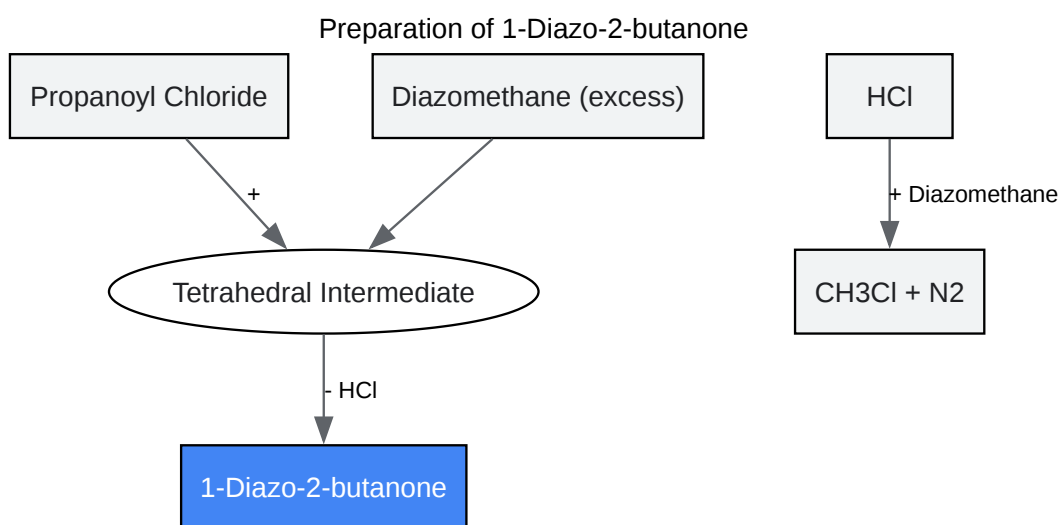 Preparation of 1-Diazo-2-butanone
Propanoyl Chloride
Diazomethane (excess)
HCl
+
+ Diazomethane
Tetrahedral Intermediate
CH3Cl + N2
- HCl
1-Diazo-2-butanone